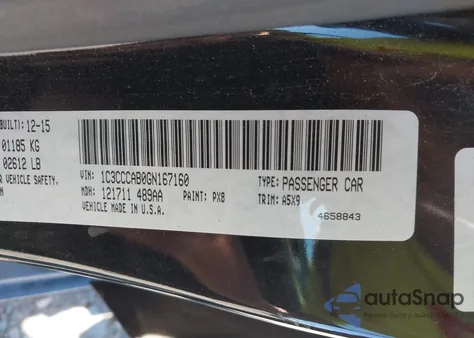 BUILT): 12-15
01185 KG
02612 LB
R VEHICLE SAFETY,
VIN: 1C3CCCAB0GN167160 TYPE: PASSENGER CAR
MDH: 121711 489AA PAINT: PX8 TRIM: A5X9
VEHICLE MADE IN U.S.A. 4658843
autoSnap